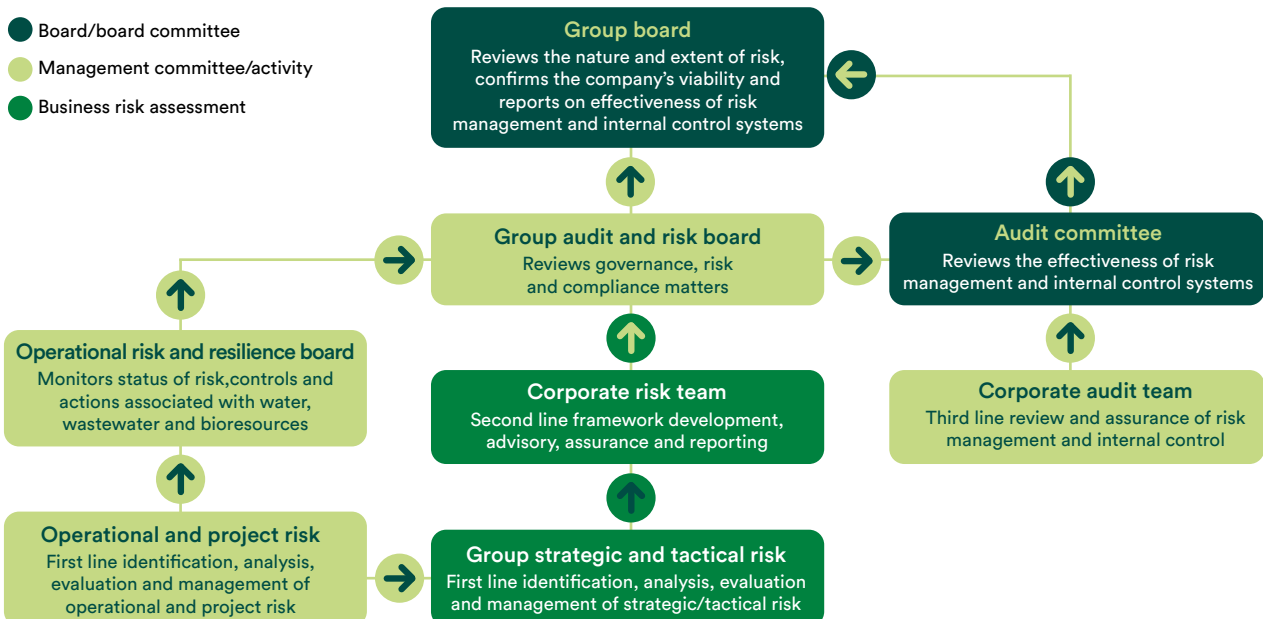 Board/board committee
Management committee/activity
Business risk assessment
Group board
Reviews the nature and extent of risk,
confirms the company’s viability and
reports on effectiveness of risk
management and internal control systems
Group audit and risk board
Reviews governance, risk
and compliance matters
Audit committee
Reviews the effectiveness of risk
management and internal control systems
Operational risk and resilience board
Monitors status of risk,controls and
actions associated with water,
wastewater and bioresources
Corporate risk team
Second line framework development,
advisory, assurance and reporting
Corporate audit team
Third line review and assurance of risk
management and internal control
Operational and project risk
First line identification, analysis,
evaluation and management of
operational and project risk
Group strategic and tactical risk
First line identification, analysis, evaluation
and management of strategic/tactical risk